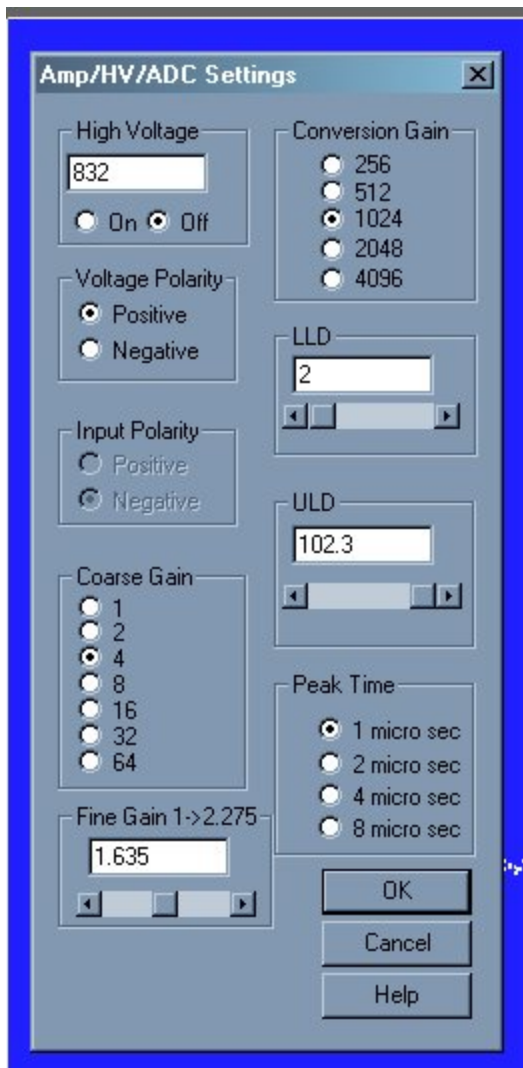 Amp/HV/ADC Settings
High Voltage
832
On Off
Voltage Polarity
Positive
Negative
Input Polarity
Positive
Negative
Coarse Gain
1
2
4
8
16
32
64
Fine Gain 1->2.275
1.635
Conversion Gain
256
512
1024
2048
4096
LLD
2
ULD
102.3
Peak Time
1 micro sec
2 micro sec
4 micro sec
8 micro sec
OK
Cancel
Help